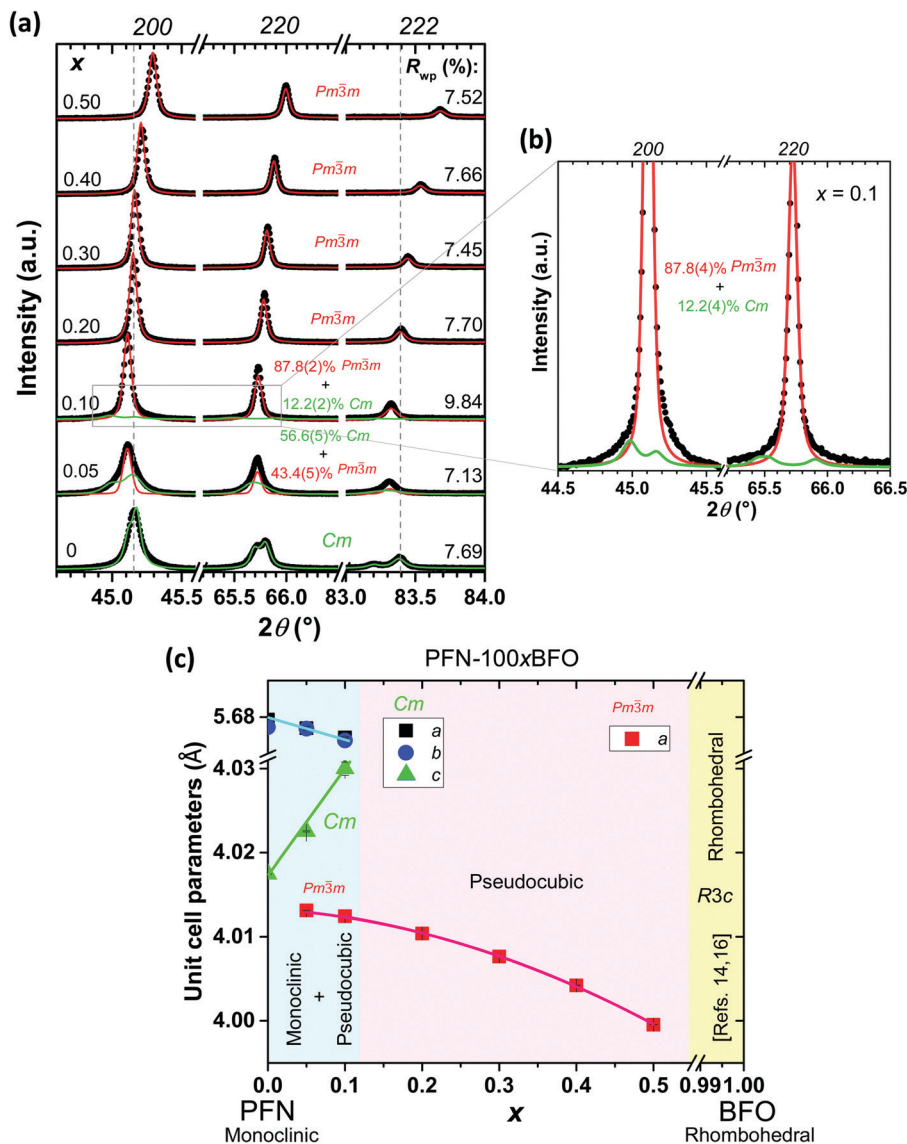 (a)
200 220 222
x
R_wp (%):
0.50 Pm3̅m 7.52
0.40 Pm3̅m 7.66
0.30 Pm3̅m 7.45
0.20 Pm3̅m 7.70
87.8(2)% Pm3̅m
+
0.10 12.2(2)% Cm 9.84
56.6(5)% Cm
+
0.05 43.4(5)% Pm3̅m 7.13
0 Cm 7.69
Intensity (a.u.)
45.0 45.5 65.5 66.0 83.0 83.5 84.0
2θ (°)
(b)
200 220
x = 0.1
87.8(4)% Pm3̅m
+
12.2(4)% Cm
Intensity (a.u.)
44.5 45.0 45.5 65.5 66.0 66.5
2θ (°)
(c)
PFN-100xBFO
Unit cell parameters (Å)
5.68
4.03
4.02
4.01
4.00
Cm
a
b
c
Pm3̅m
a
Cm
Pm3̅m
Monoclinic
+
Pseudocubic
Pseudocubic
Rhombohedral
R3c
[Refs. 14,16]
0.0 0.1 0.2 0.3 0.4 0.5 0.99 1.00
PFN x BFO
Monoclinic Rhombohedral